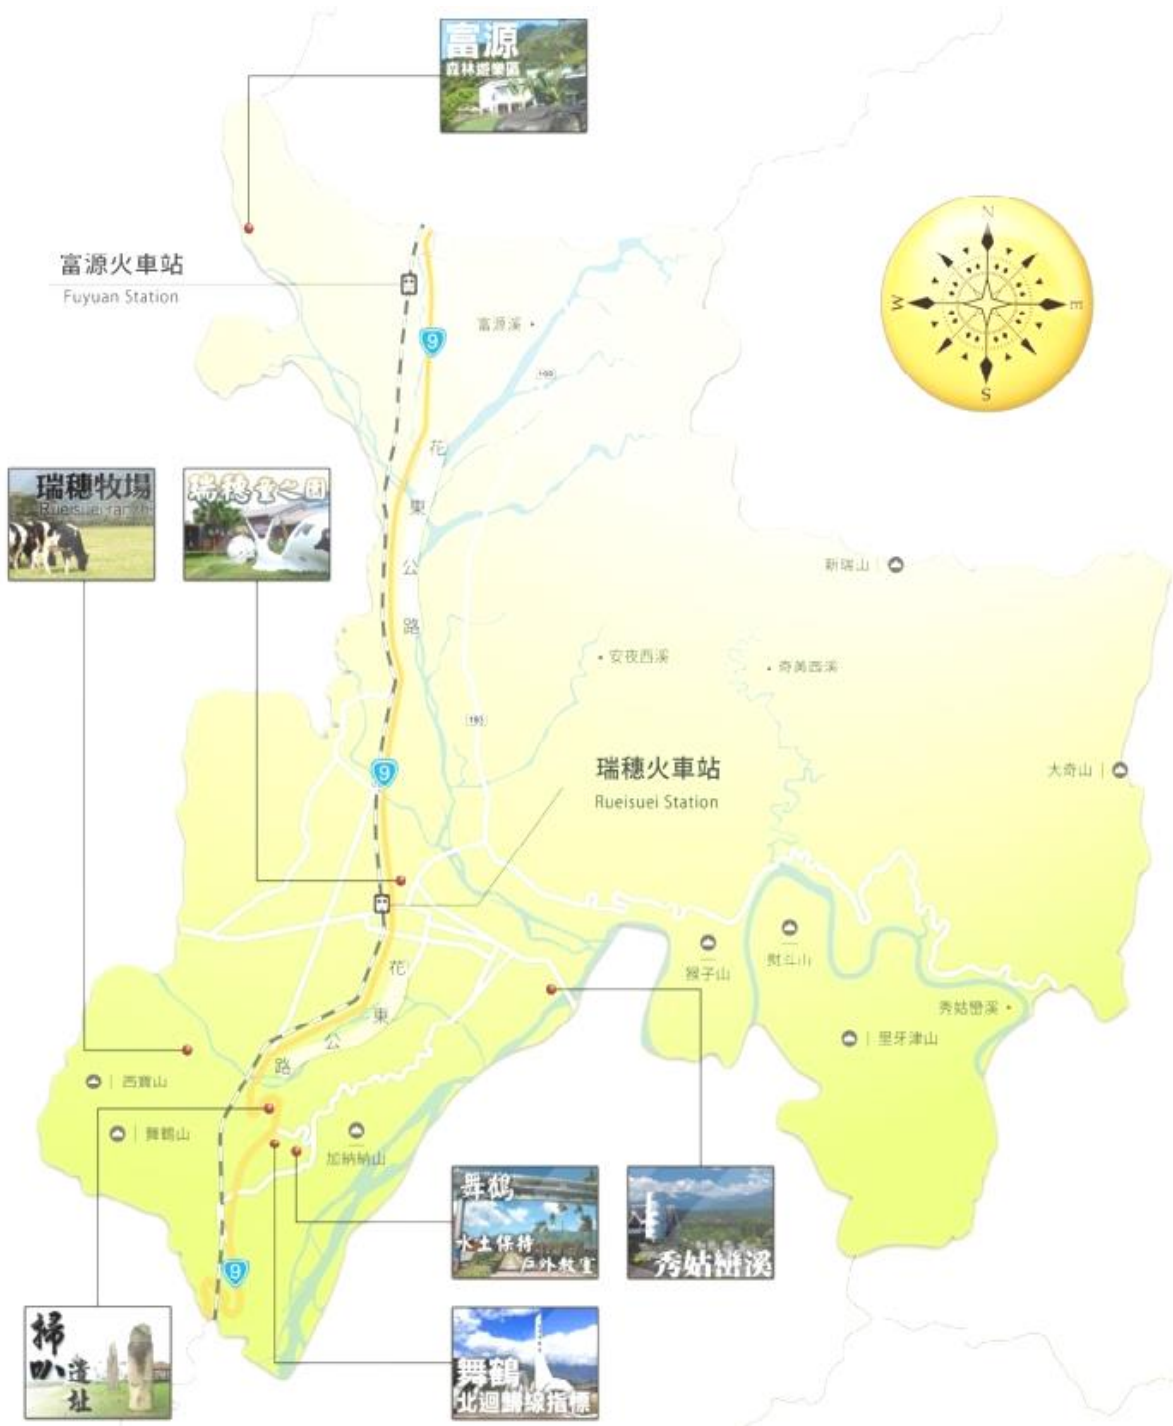 富源
森林遊樂區
N
E
S
W
富源火車站
Fuyuan Station
9
富源溪
花
東
公
路
瑞穗牧場
Rueisuei ranch
瑞穗童之園
新瑞山
安夜西溪
奇美西溪
193
9
瑞穗火車站
Rueisuei Station
大奇山
猴子山
熨斗山
秀姑巒溪
里牙津山
花
東
公
路
西寶山
舞鶴山
加納納山
舞鶴
水土保持
戶外教室
秀姑巒溪
9
掃
叭遺
址
舞鶴
北迴歸線指標